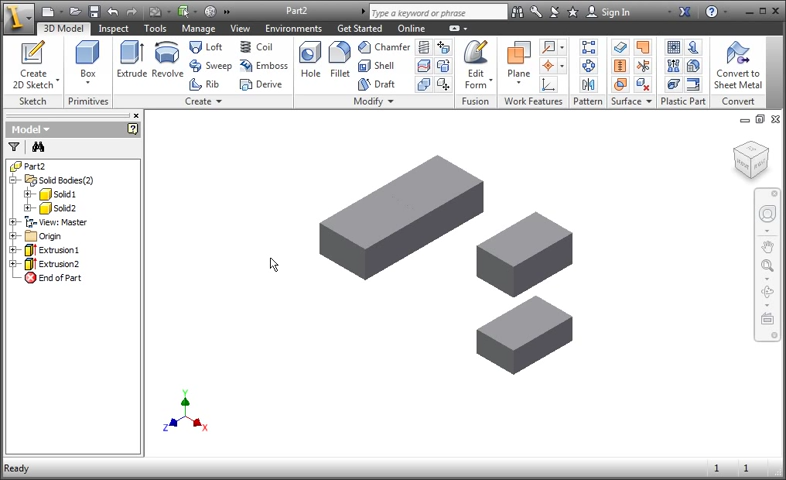 Part2 Type a keyword or phrase Sign In
3D Model Inspect Tools Manage View Environments Get Started Online
Create
2D Sketch
Box
Extrude
Revolve
Loft
Sweep
Rib
Coil
Emboss
Derive
Hole
Fillet
Chamfer
Shell
Draft
Edit
Form
Plane
Convert to
Sheet Metal
Sketch Primitives Create Modify Fusion Work Features Pattern Surface Plastic Part Convert
Model
Part2
Solid Bodies(2)
Solid1
Solid2
View: Master
Origin
Extrusion1
Extrusion2
End of Part
Y
Z
X
Ready 1 1